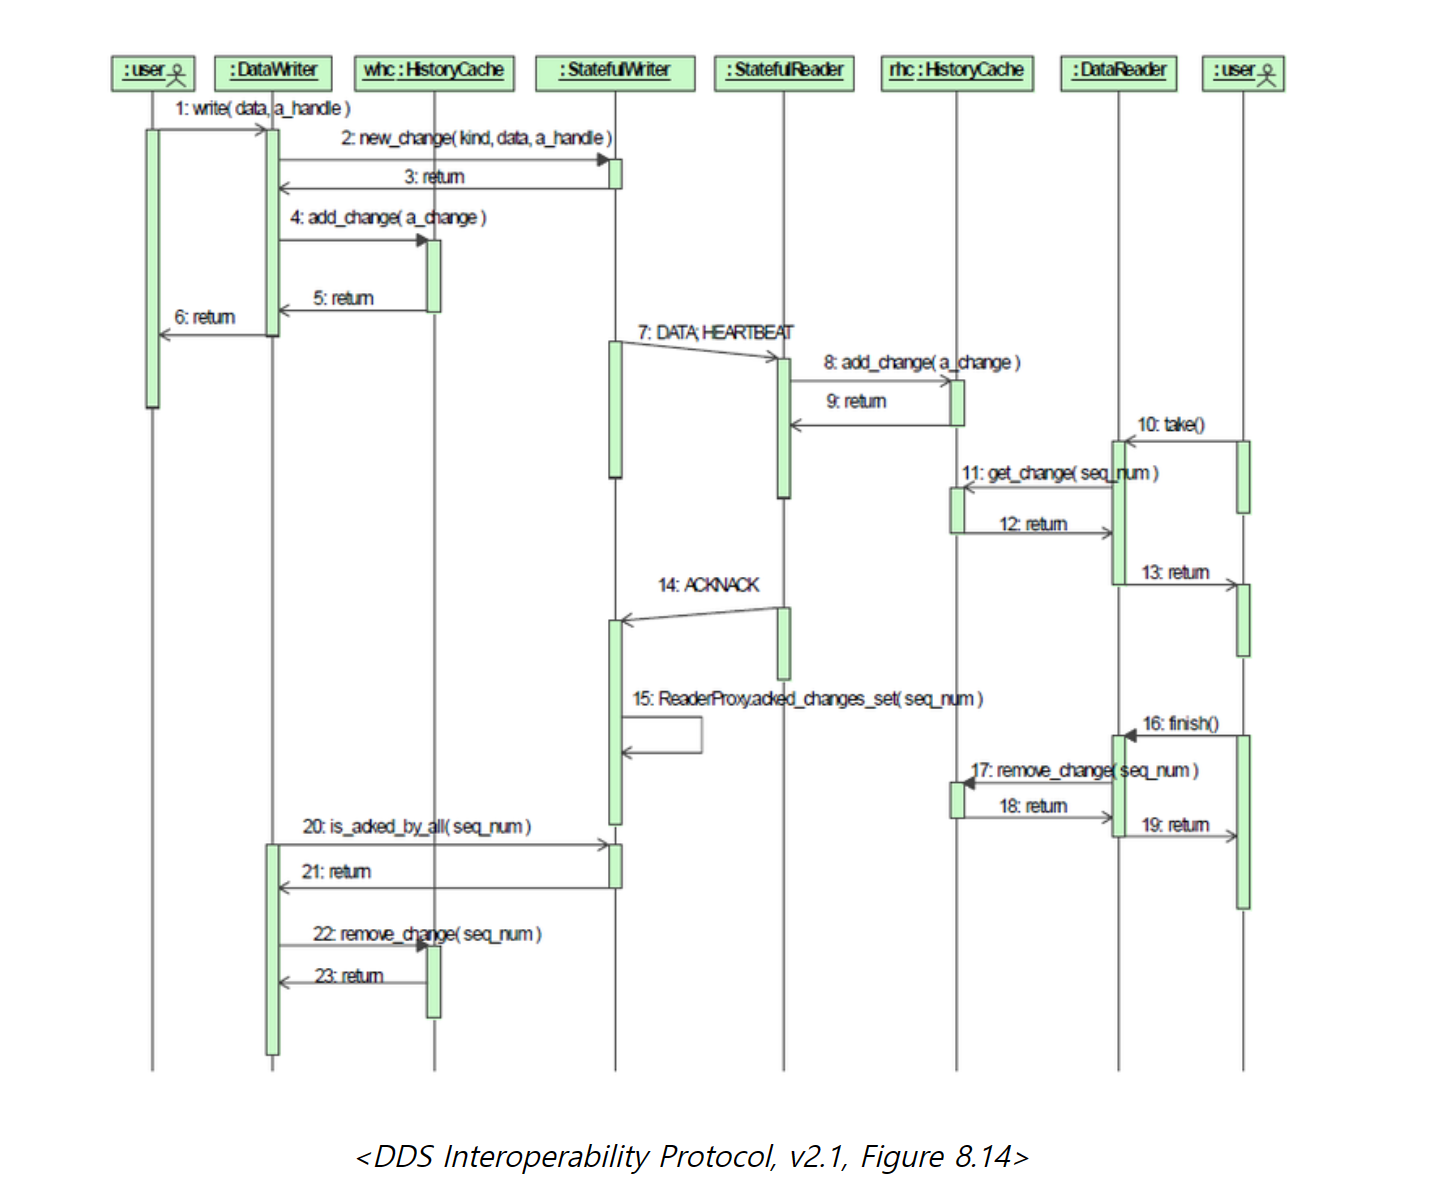 : user
: DataWriter
whc : HistoryCache
: StatefulWriter
: StatefulReader
rhc : HistoryCache
: DataReader
: user
1: write( data, a_handle )
2: new_change( kind, data, a_handle )
3: return
4: add_change( a_change )
5: return
6: return
7: DATA; HEARTBEAT
8: add_change( a_change )
9: return
10: take()
11: get_change( seq_num )
12: return
13: return
14: ACKNACK
15: ReaderProxy.acked_changes_set( seq_num )
16: finish()
17: remove_change( seq_num )
18: return
19: return
20: is_acked_by_all( seq_num )
21: return
22: remove_change( seq_num )
23: return
<DDS Interoperability Protocol, v2.1, Figure 8.14>